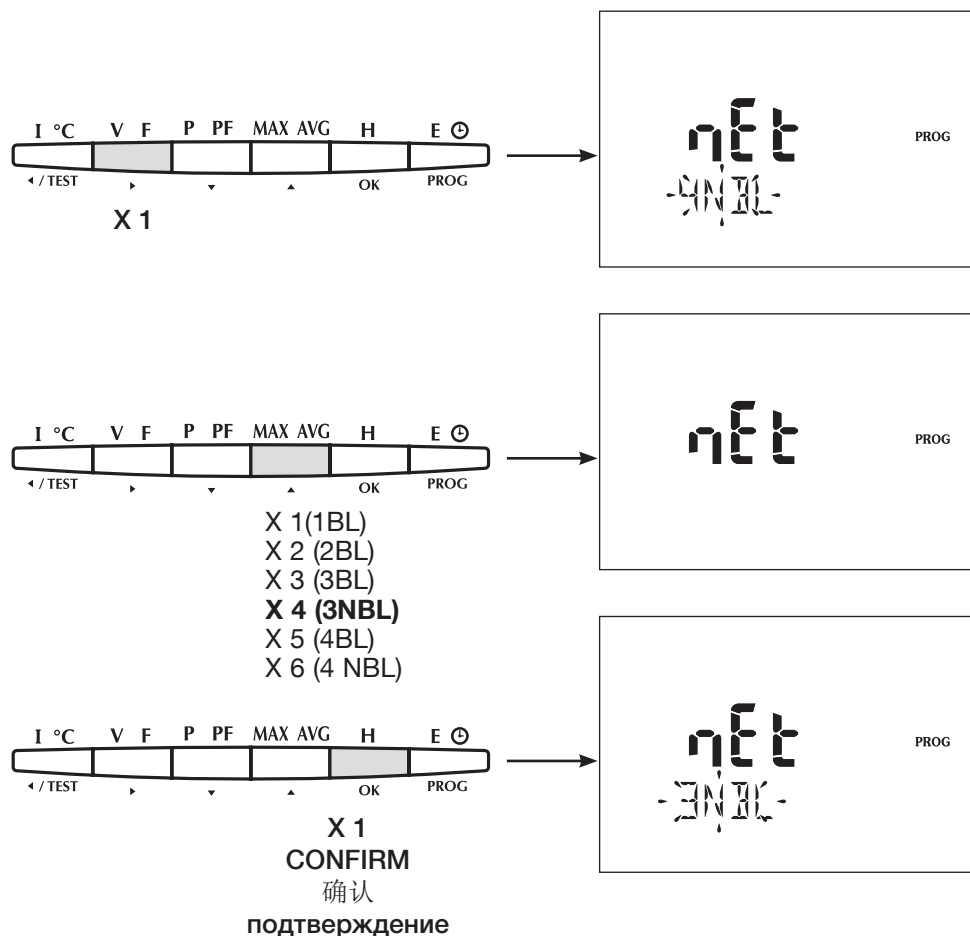 I °C V F P PF MAX AVG H E
/ TEST OK PROG
X 1
nEt PROG
4NBL
I °C V F P PF MAX AVG H E
/ TEST OK PROG
X 1(1BL)
X 2 (2BL)
X 3 (3BL)
X 4 (3NBL)
X 5 (4BL)
X 6 (4 NBL)
nEt PROG
I °C V F P PF MAX AVG H E
/ TEST OK PROG
X 1
CONFIRM
确认
подтверждение
nEt PROG
3NBL